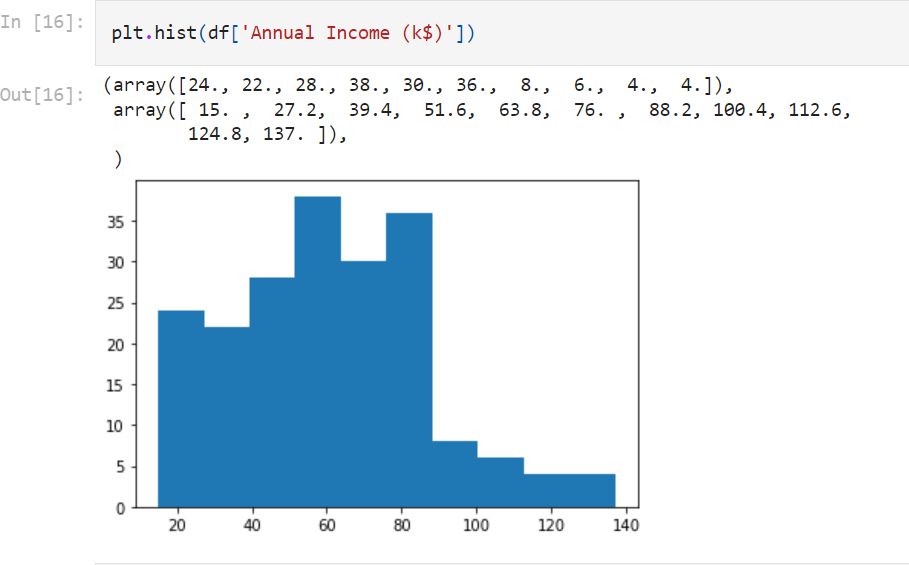 In [16]:
plt.hist(df['Annual Income (k$)'])
Out[16]:
(array([24., 22., 28., 38., 30., 36.,  8.,  6.,  4.,  4.]),
array([ 15. ,  27.2,  39.4,  51.6,  63.8,  76. ,  88.2, 100.4, 112.6,
124.8, 137. ]),
)
35
30
25
20
15
10
5
0
20 40 60 80 100 120 140